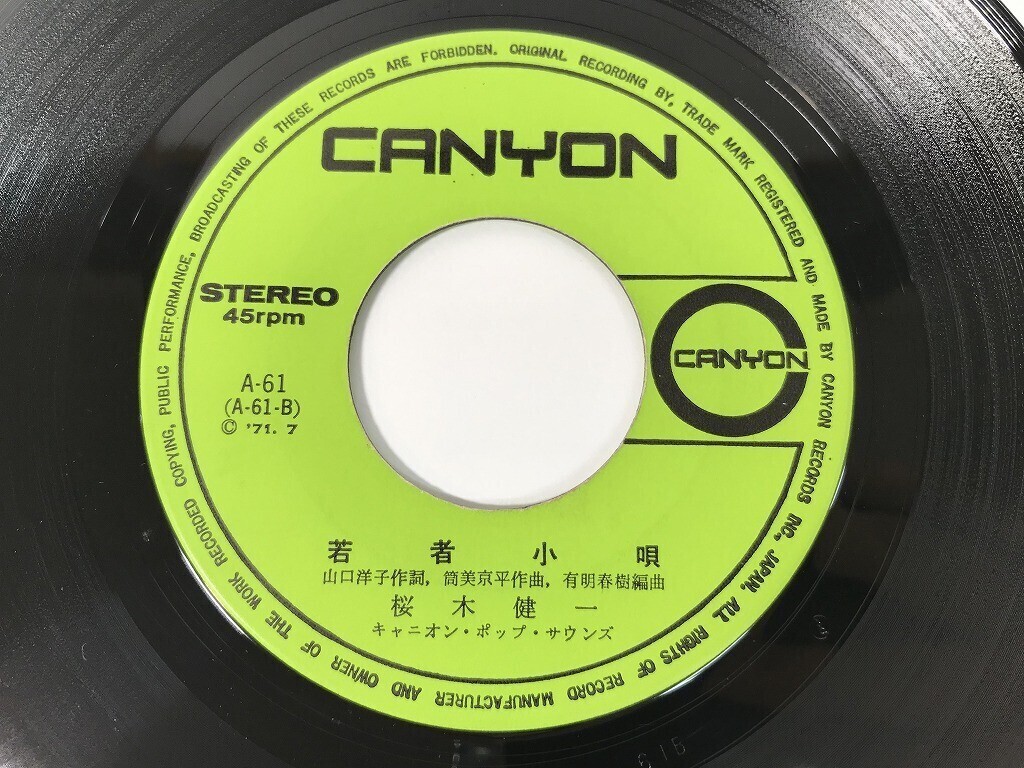 CANYON
STEREO
45rpm
A-61
(A-61-B)
© '71. 7
CANYON
若者小唄
山口洋子作詞, 筒美京平作曲, 有明春樹編曲
桜木健一
キャニオン・ポップ・サウンズ
ORIGINAL RECORDING BY, TRADE MARK REGISTERED AND MADE BY CANYON RECORDS INC. JAPAN. ALL RIGHTS OF RECORD MANUFACTURER AND OWNER OF THE WORK RECORDED COPYING, PUBLIC PERFORMANCE, BROADCASTING OF THESE RECORDS ARE FORBIDDEN.